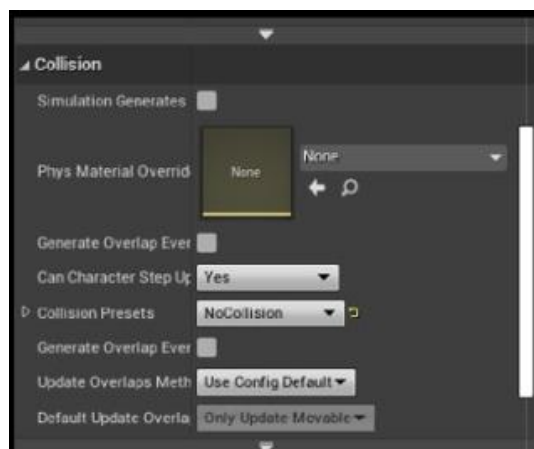 Collision
Simulation Generates
Phys Material Overrid
None
None
Generate Overlap Ever
Can Character Step Up
Yes
Collision Presets
NoCollision
Generate Overlap Ever
Update Overlaps Meth
Use Config Default
Default Update Overla
Only Update Movable